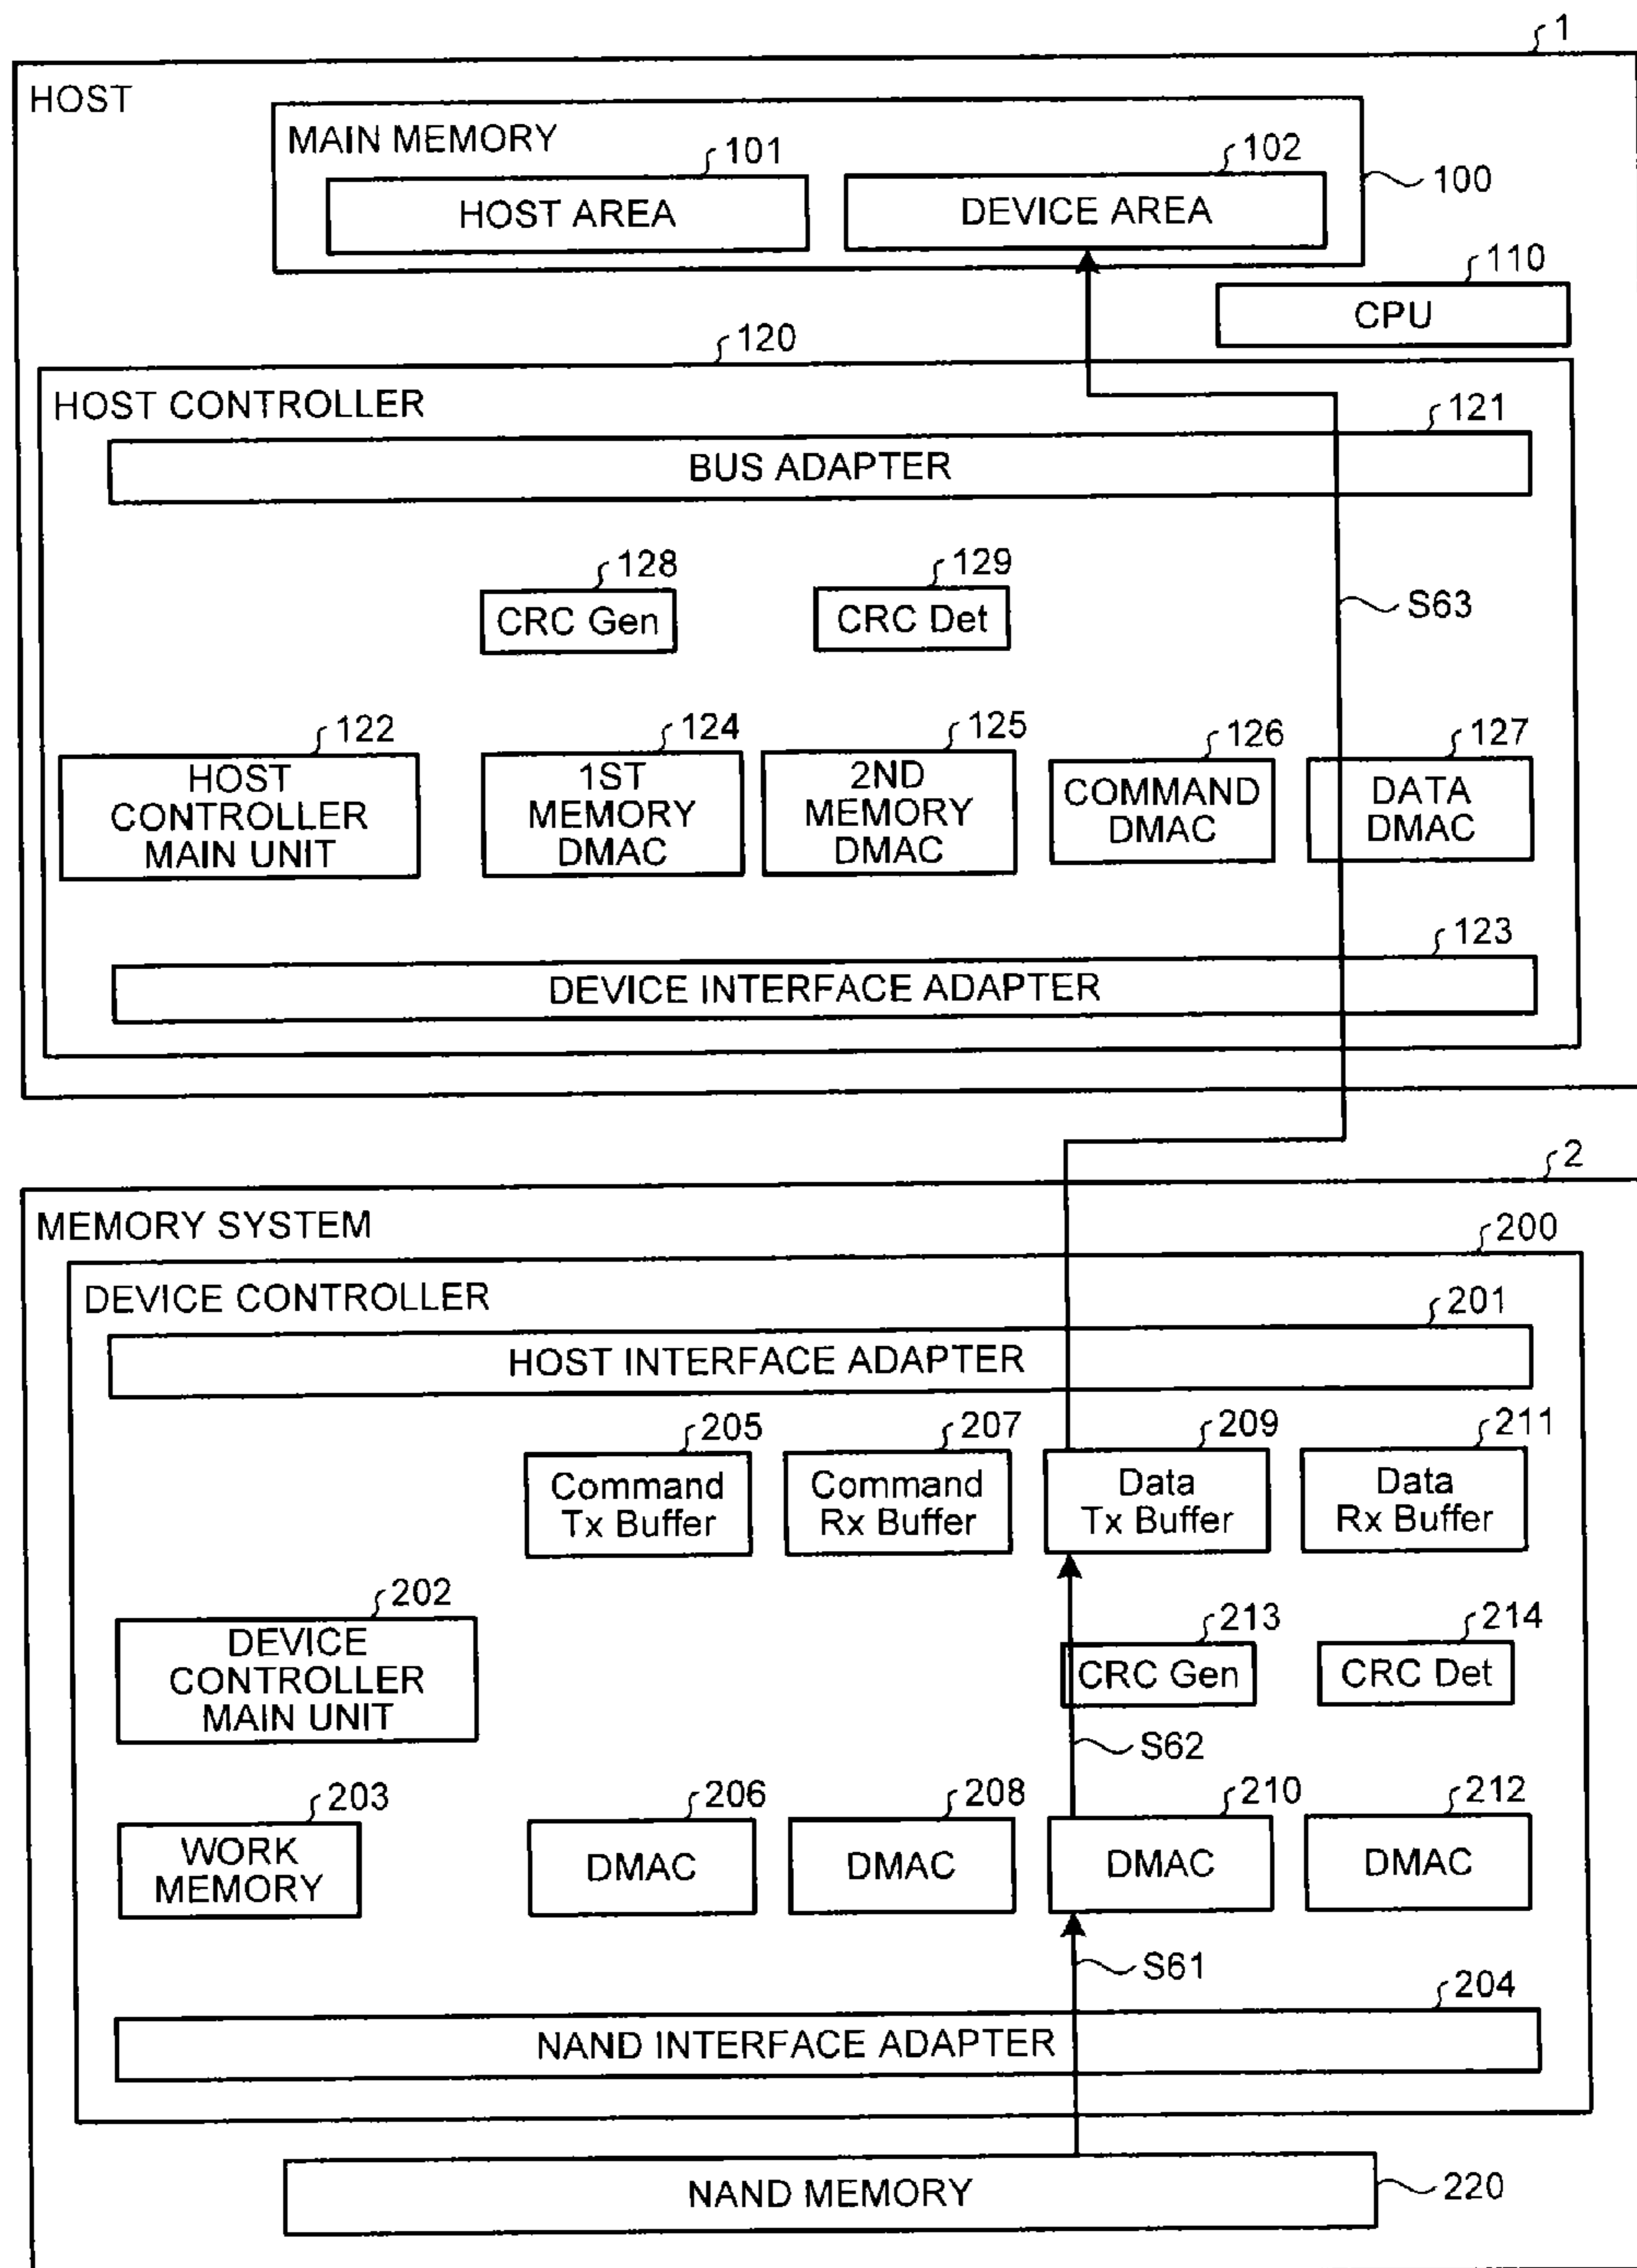 1
HOST
MAIN MEMORY
101
102
100
HOST AREA
DEVICE AREA
110
CPU
120
HOST CONTROLLER
121
BUS ADAPTER
128
129
CRC Gen
CRC Det
S63
122
124
125
126
127
HOST
CONTROLLER
MAIN UNIT
1ST
MEMORY
DMAC
2ND
MEMORY
DMAC
COMMAND
DMAC
DATA
DMAC
123
DEVICE INTERFACE ADAPTER
2
MEMORY SYSTEM
200
DEVICE CONTROLLER
201
HOST INTERFACE ADAPTER
205
207
209
211
Command
Tx Buffer
Command
Rx Buffer
Data
Tx Buffer
Data
Rx Buffer
202
213
214
DEVICE
CONTROLLER
MAIN UNIT
CRC Gen
CRC Det
S62
203
206
208
210
212
WORK
MEMORY
DMAC
DMAC
DMAC
DMAC
S61
204
NAND INTERFACE ADAPTER
NAND MEMORY
220